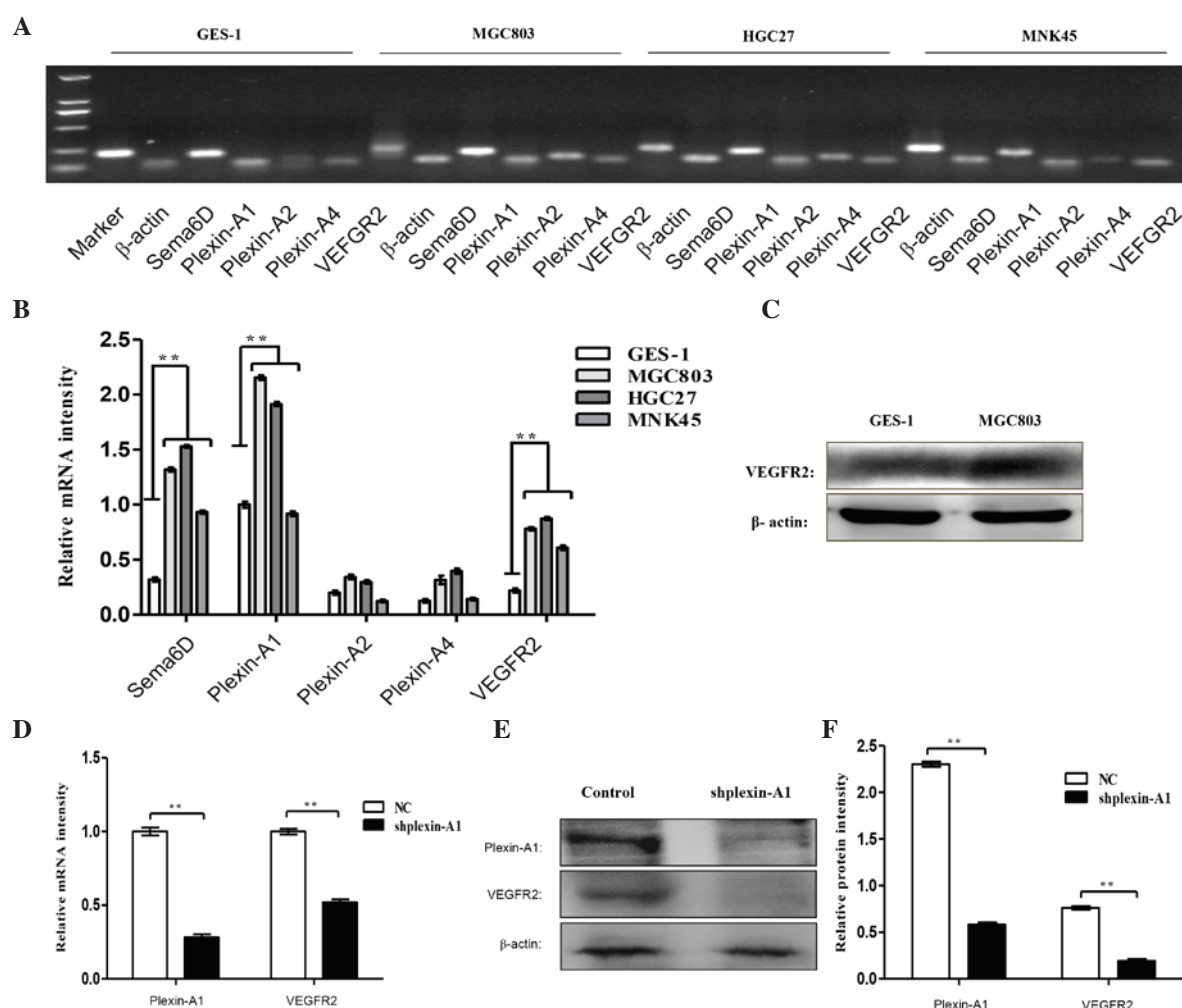 A
GES-1 MGC803 HGC27 MNK45
Marker β-actin Sema6D Plexin-A1 Plexin-A2 Plexin-A4 VEFGR2 β-actin Sema6D Plexin-A1 Plexin-A2 Plexin-A4 VEFGR2 β-actin Sema6D Plexin-A1 Plexin-A2 Plexin-A4 VEFGR2 β-actin Sema6D Plexin-A1 Plexin-A2 Plexin-A4 VEFGR2
B
Relative mRNA intensity
2.5
2.0
1.5
1.0
0.5
0.0
** ** **
GES-1
MGC803
HGC27
MNK45
Sema6D Plexin-A1 Plexin-A2 Plexin-A4 VEGFR2
C
GES-1 MGC803
VEGFR2:
β- actin:
D
Relative mRNA intensity
1.5
1.0
0.5
0.0
** **
NC
shplexin-A1
Plexin-A1 VEGFR2
E
Control shplexin-A1
Plexin-A1:
VEGFR2:
β-actin:
F
Relative protein intensity
2.5
2.0
1.5
1.0
0.5
0.0
** **
NC
shplexin-A1
Plexin-A1 VEGFR2